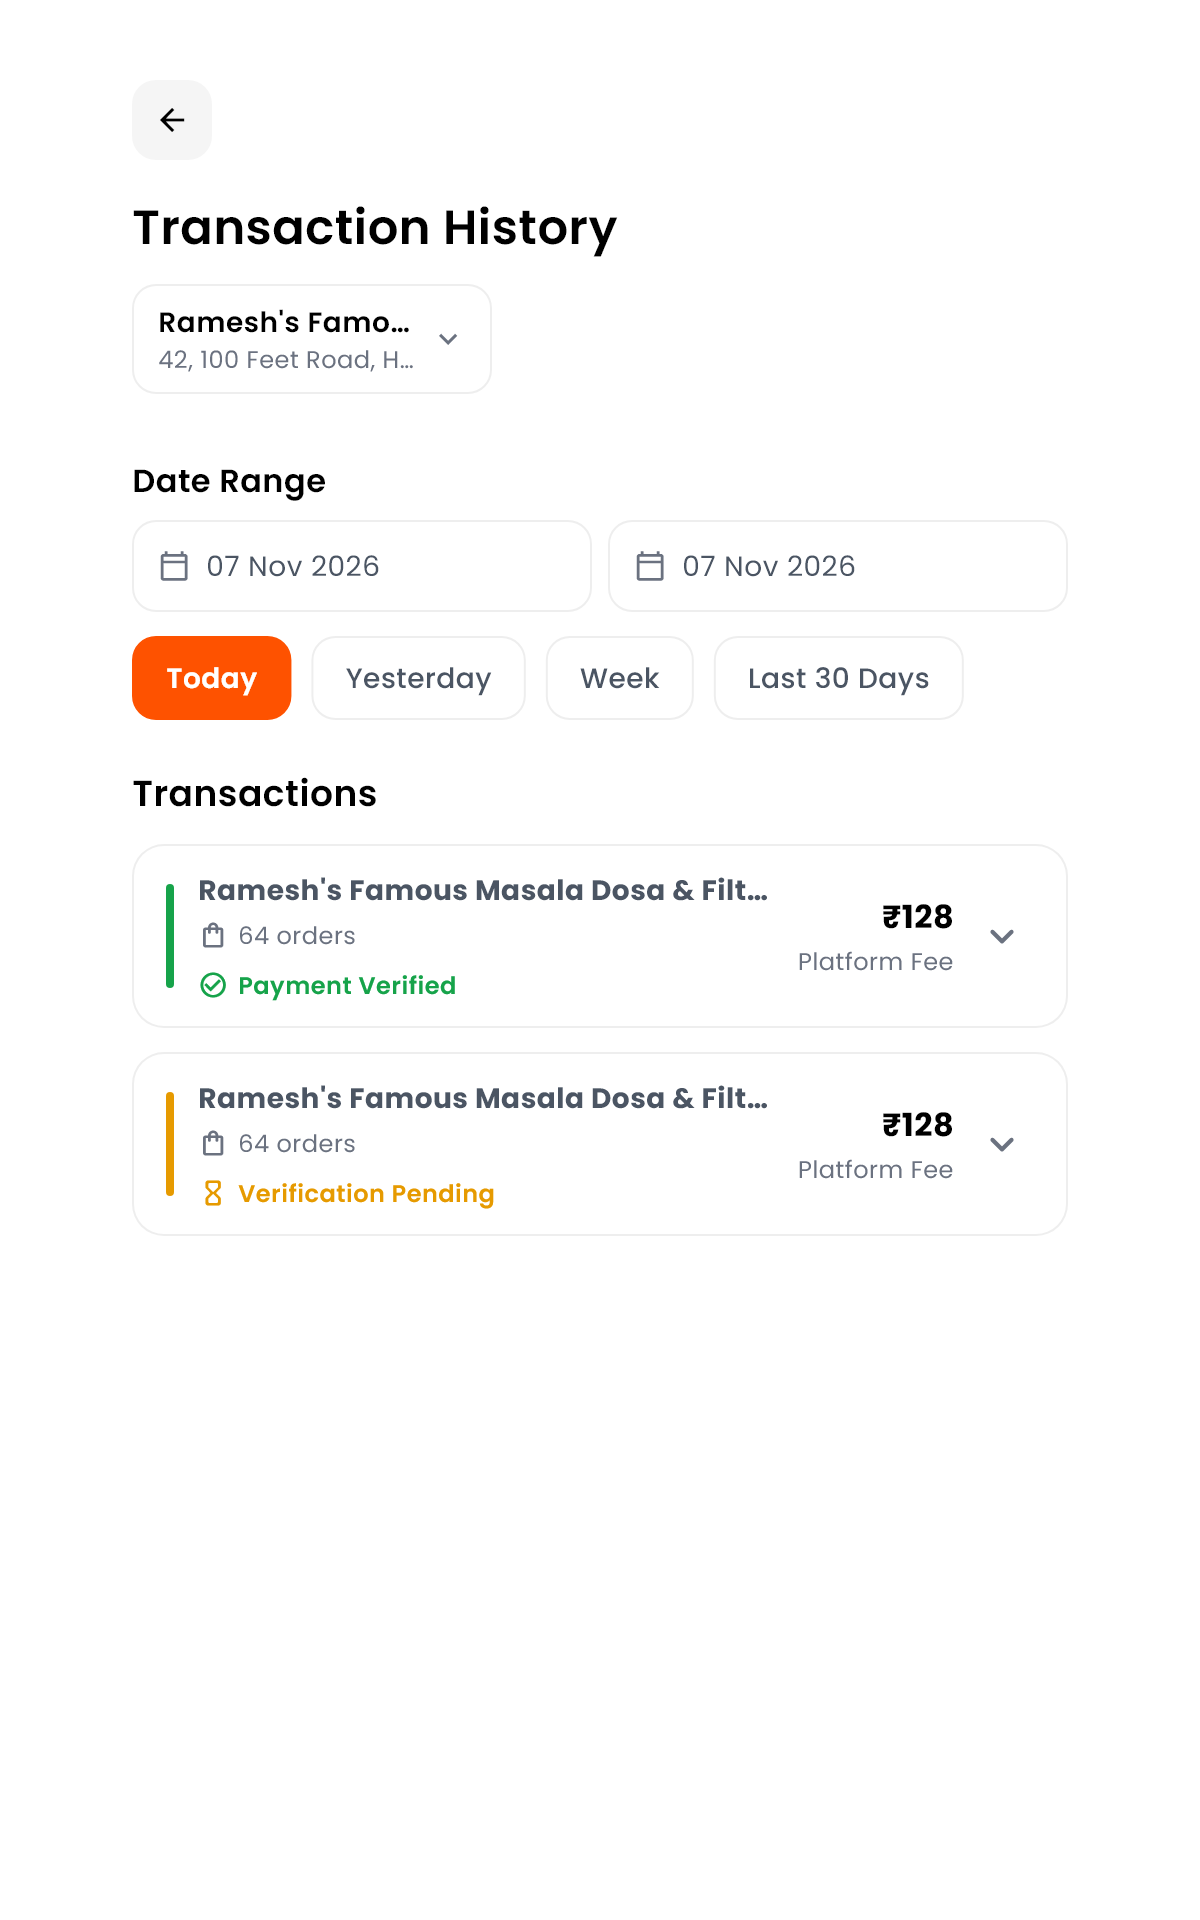 Transaction History
Ramesh's Famo...
42, 100 Feet Road, H...
Date Range
07 Nov 2026
07 Nov 2026
Today
Yesterday
Week
Last 30 Days
Transactions
Ramesh's Famous Masala Dosa & Filt...
64 orders
Payment Verified
₹128
Platform Fee
Ramesh's Famous Masala Dosa & Filt...
64 orders
Verification Pending
₹128
Platform Fee